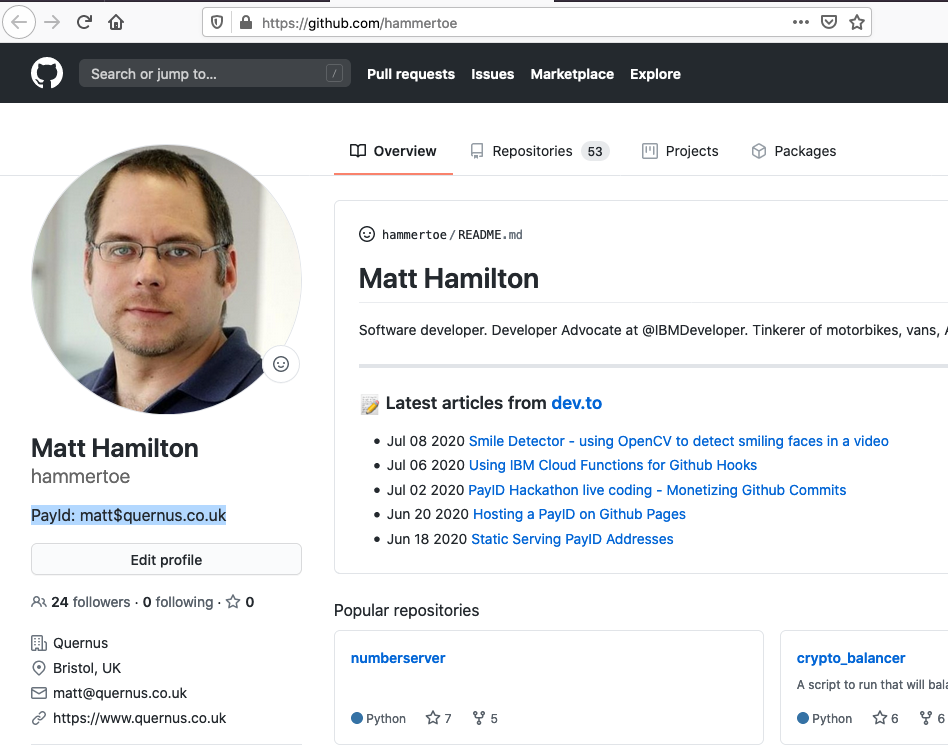 https://github.com/hammertoe
Search or jump to...
/
Pull requests Issues Marketplace Explore
Overview Repositories 53 Projects Packages
hammertoe/README.md
Matt Hamilton
Software developer. Developer Advocate at @IBMDeveloper. Tinkerer of motorbikes, vans,
Latest articles from dev.to
• Jul 08 2020 Smile Detector - using OpenCV to detect smiling faces in a video
• Jul 06 2020 Using IBM Cloud Functions for Github Hooks
• Jul 02 2020 PayID Hackathon live coding - Monetizing Github Commits
• Jun 20 2020 Hosting a PayID on Github Pages
• Jun 18 2020 Static Serving PayID Addresses
Matt Hamilton
hammertoe
PayId: matt$quernus.co.uk
Edit profile
24 followers · 0 following · 0
Quernus
Bristol, UK
matt@quernus.co.uk
https://www.quernus.co.uk
Popular repositories
numberserver
Python 7 5
crypto_balancer
A script to run that will
Python 6 6